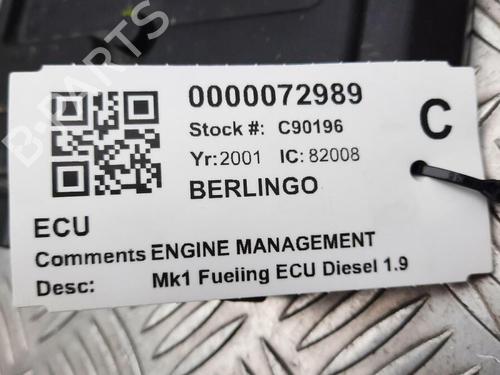 0000072989
Stock #: C90196
C
Yr: 2001 IC: 82008
BERLINGO
ECU
Comments ENGINE MANAGEMENT
Desc: Mk1 Fueling ECU Diesel 1.9
B-PARTS